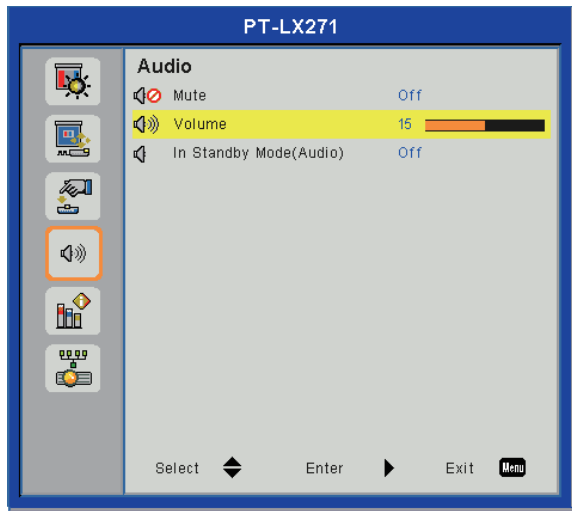 PT-LX271
Audio
Mute Off
Volume 15
In Standby Mode(Audio) Off
Select Enter Exit Menu